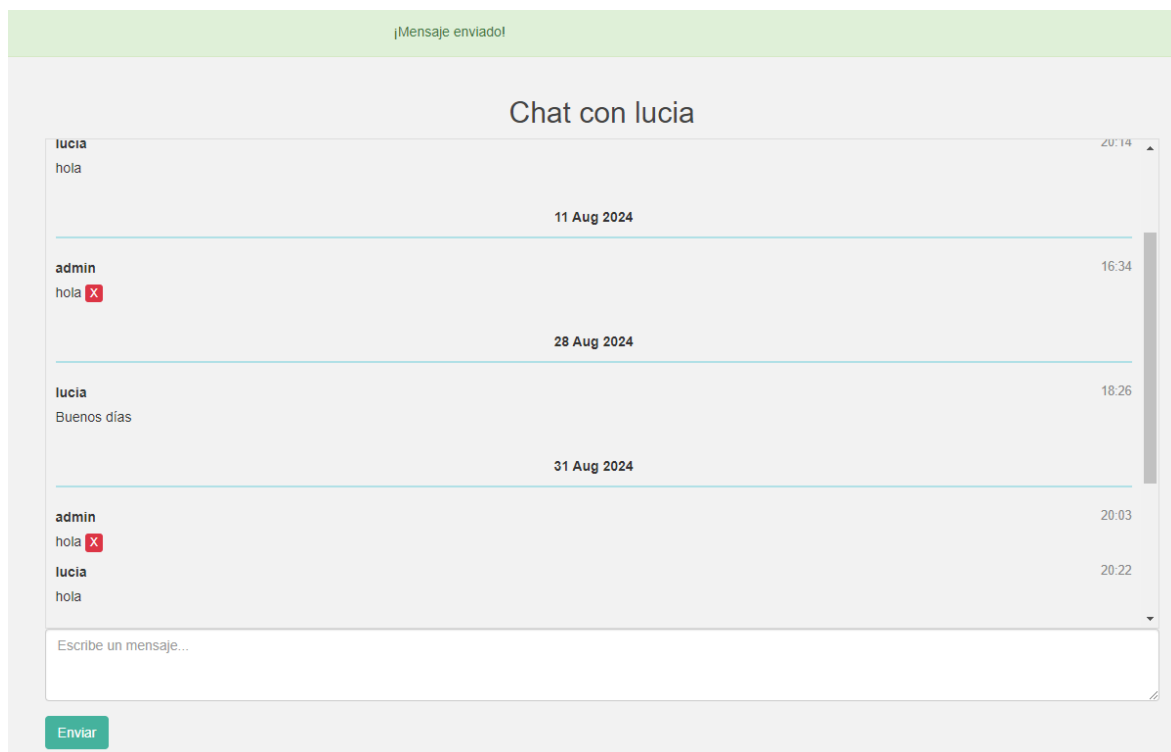 ¡Mensaje enviado!
Chat con lucia
lucia 20:14
hola
11 Aug 2024
admin 16:34
hola X
28 Aug 2024
lucia 18:26
Buenos días
31 Aug 2024
admin 20:03
hola X
lucia 20:22
hola
Escribe un mensaje...
Enviar